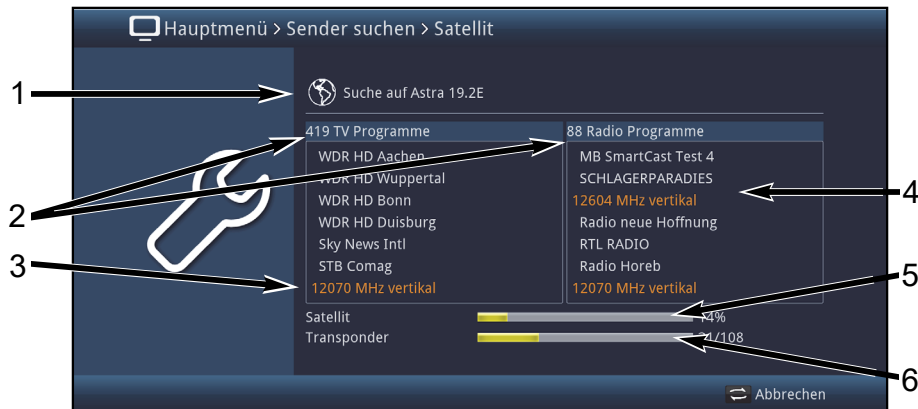 Hauptmenü > Sender suchen > Satellit
1
Suche auf Astra 19.2E
419 TV Programme
WDR HD Aachen
WDR HD Wuppertal
WDR HD Bonn
WDR HD Duisburg
Sky News Intl
STB Comag
12070 MHz vertikal
88 Radio Programme
MB SmartCast Test 4
SCHLAGERPARADIES
12604 MHz vertikal
Radio neue Hoffnung
RTL RADIO
Radio Horeb
12070 MHz vertikal
2
3
4
5
6
Satellit 14%
Transponder 31/108
Abbrechen